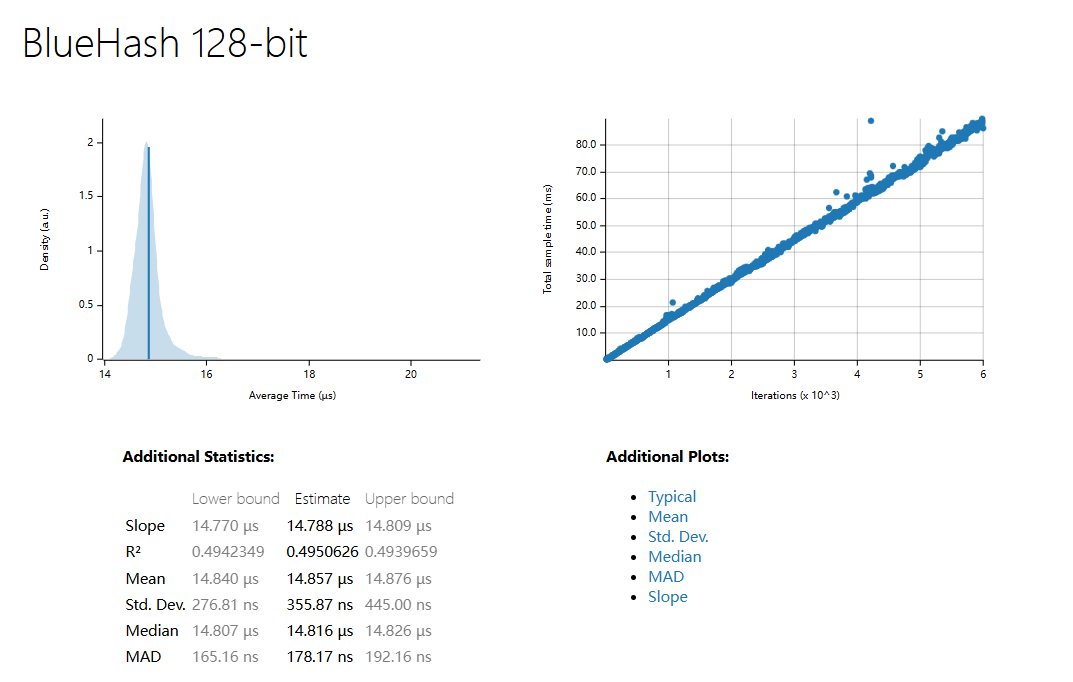 BlueHash 128-bit
2
1.5
1
0.5
0
14 16 18 20
Density (a.u.)
Average Time (µs)
80.0
70.0
60.0
50.0
40.0
30.0
20.0
10.0
1 2 3 4 5 6
Total sample time (ms)
Iterations (x 10^3)
Additional Statistics:
Lower bound Estimate Upper bound
Slope 14.770 µs 14.788 µs 14.809 µs
R² 0.4942349 0.4950626 0.4939659
Mean 14.840 µs 14.857 µs 14.876 µs
Std. Dev. 276.81 ns 355.87 ns 445.00 ns
Median 14.807 µs 14.816 µs 14.826 µs
MAD 165.16 ns 178.17 ns 192.16 ns
Additional Plots:
Typical
Mean
Std. Dev.
Median
MAD
Slope